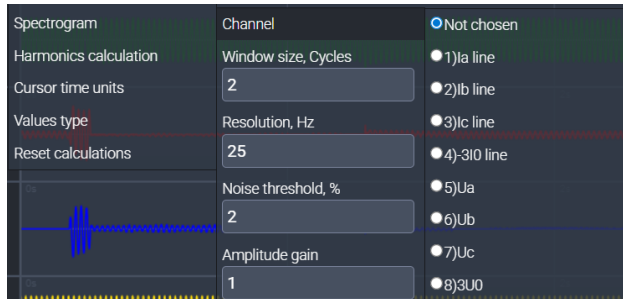 Spectrogram
Harmonics calculation
Cursor time units
Values type
Reset calculations
0s
0s
Channel
Window size, Cycles
2
Resolution, Hz
25
Noise threshold, %
2
Amplitude gain
1
Not chosen
1)Ia line
2)Ib line
3)Ic line
4)-3I0 line
5)Ua
6)Ub
7)Uc
8)3U0